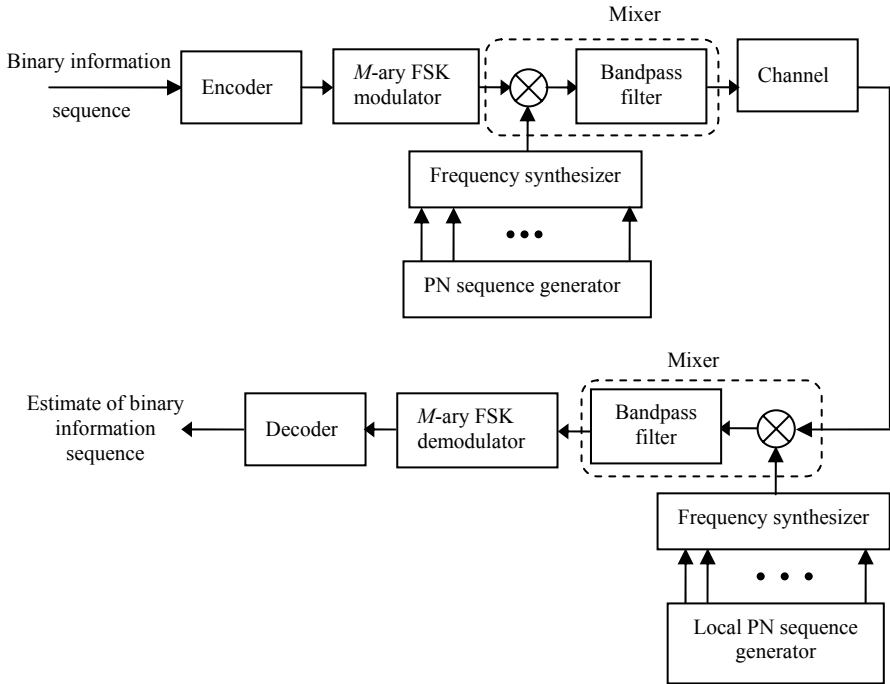 Mixer
Binary information
sequence
Encoder
M-ary FSK
modulator
Bandpass
filter
Channel
Frequency synthesizer
PN sequence generator
Mixer
Estimate of binary
information
sequence
Decoder
M-ary FSK
demodulator
Bandpass
filter
Frequency synthesizer
Local PN sequence
generator